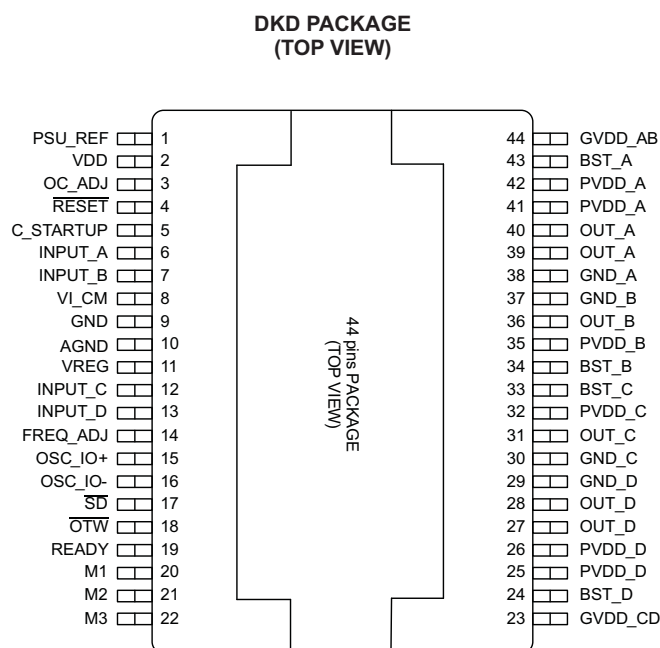 DKD PACKAGE
(TOP VIEW)
PSU_REF 1 44 GVDD_AB
VDD 2 43 BST_A
OC_ADJ 3 42 PVDD_A
RESET 4 41 PVDD_A
C_STARTUP 5 40 OUT_A
INPUT_A 6 39 OUT_A
INPUT_B 7 38 GND_A
VI_CM 8 37 GND_B
GND 9 36 OUT_B
AGND 10 35 PVDD_B
VREG 11 34 BST_B
INPUT_C 12 33 BST_C
INPUT_D 13 32 PVDD_C
FREQ_ADJ 14 31 OUT_C
OSC_IO+ 15 30 GND_C
OSC_IO- 16 29 GND_D
SD 17 28 OUT_D
OTW 18 27 OUT_D
READY 19 26 PVDD_D
M1 20 25 PVDD_D
M2 21 24 BST_D
M3 22 23 GVDD_CD
44 pins PACKAGE
(TOP VIEW)